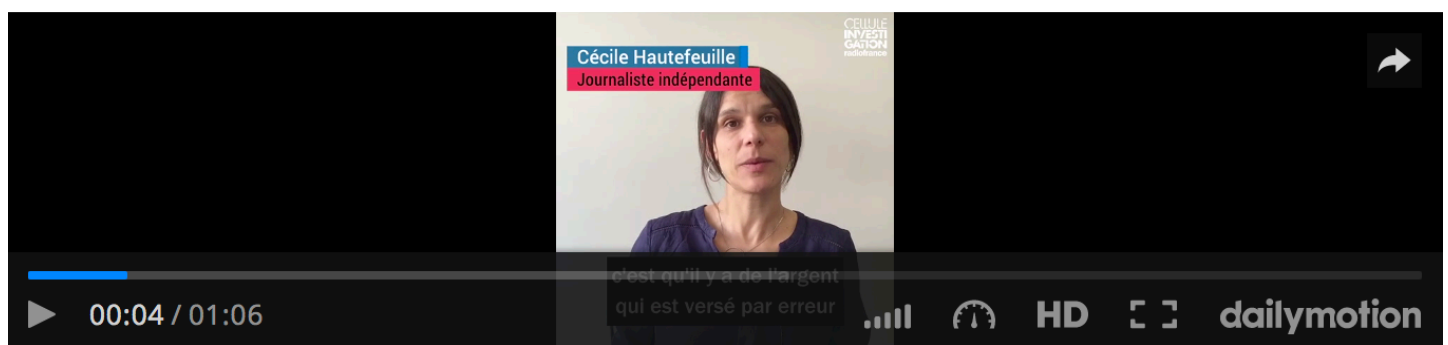 CELLULE
INVESTI
GATION
radiofrance
Cécile Hautefeuille
Journaliste indépendante
c'est qu'il y a de l'argent
qui est versé par erreur
00:04 / 01:06
HD
dailymotion